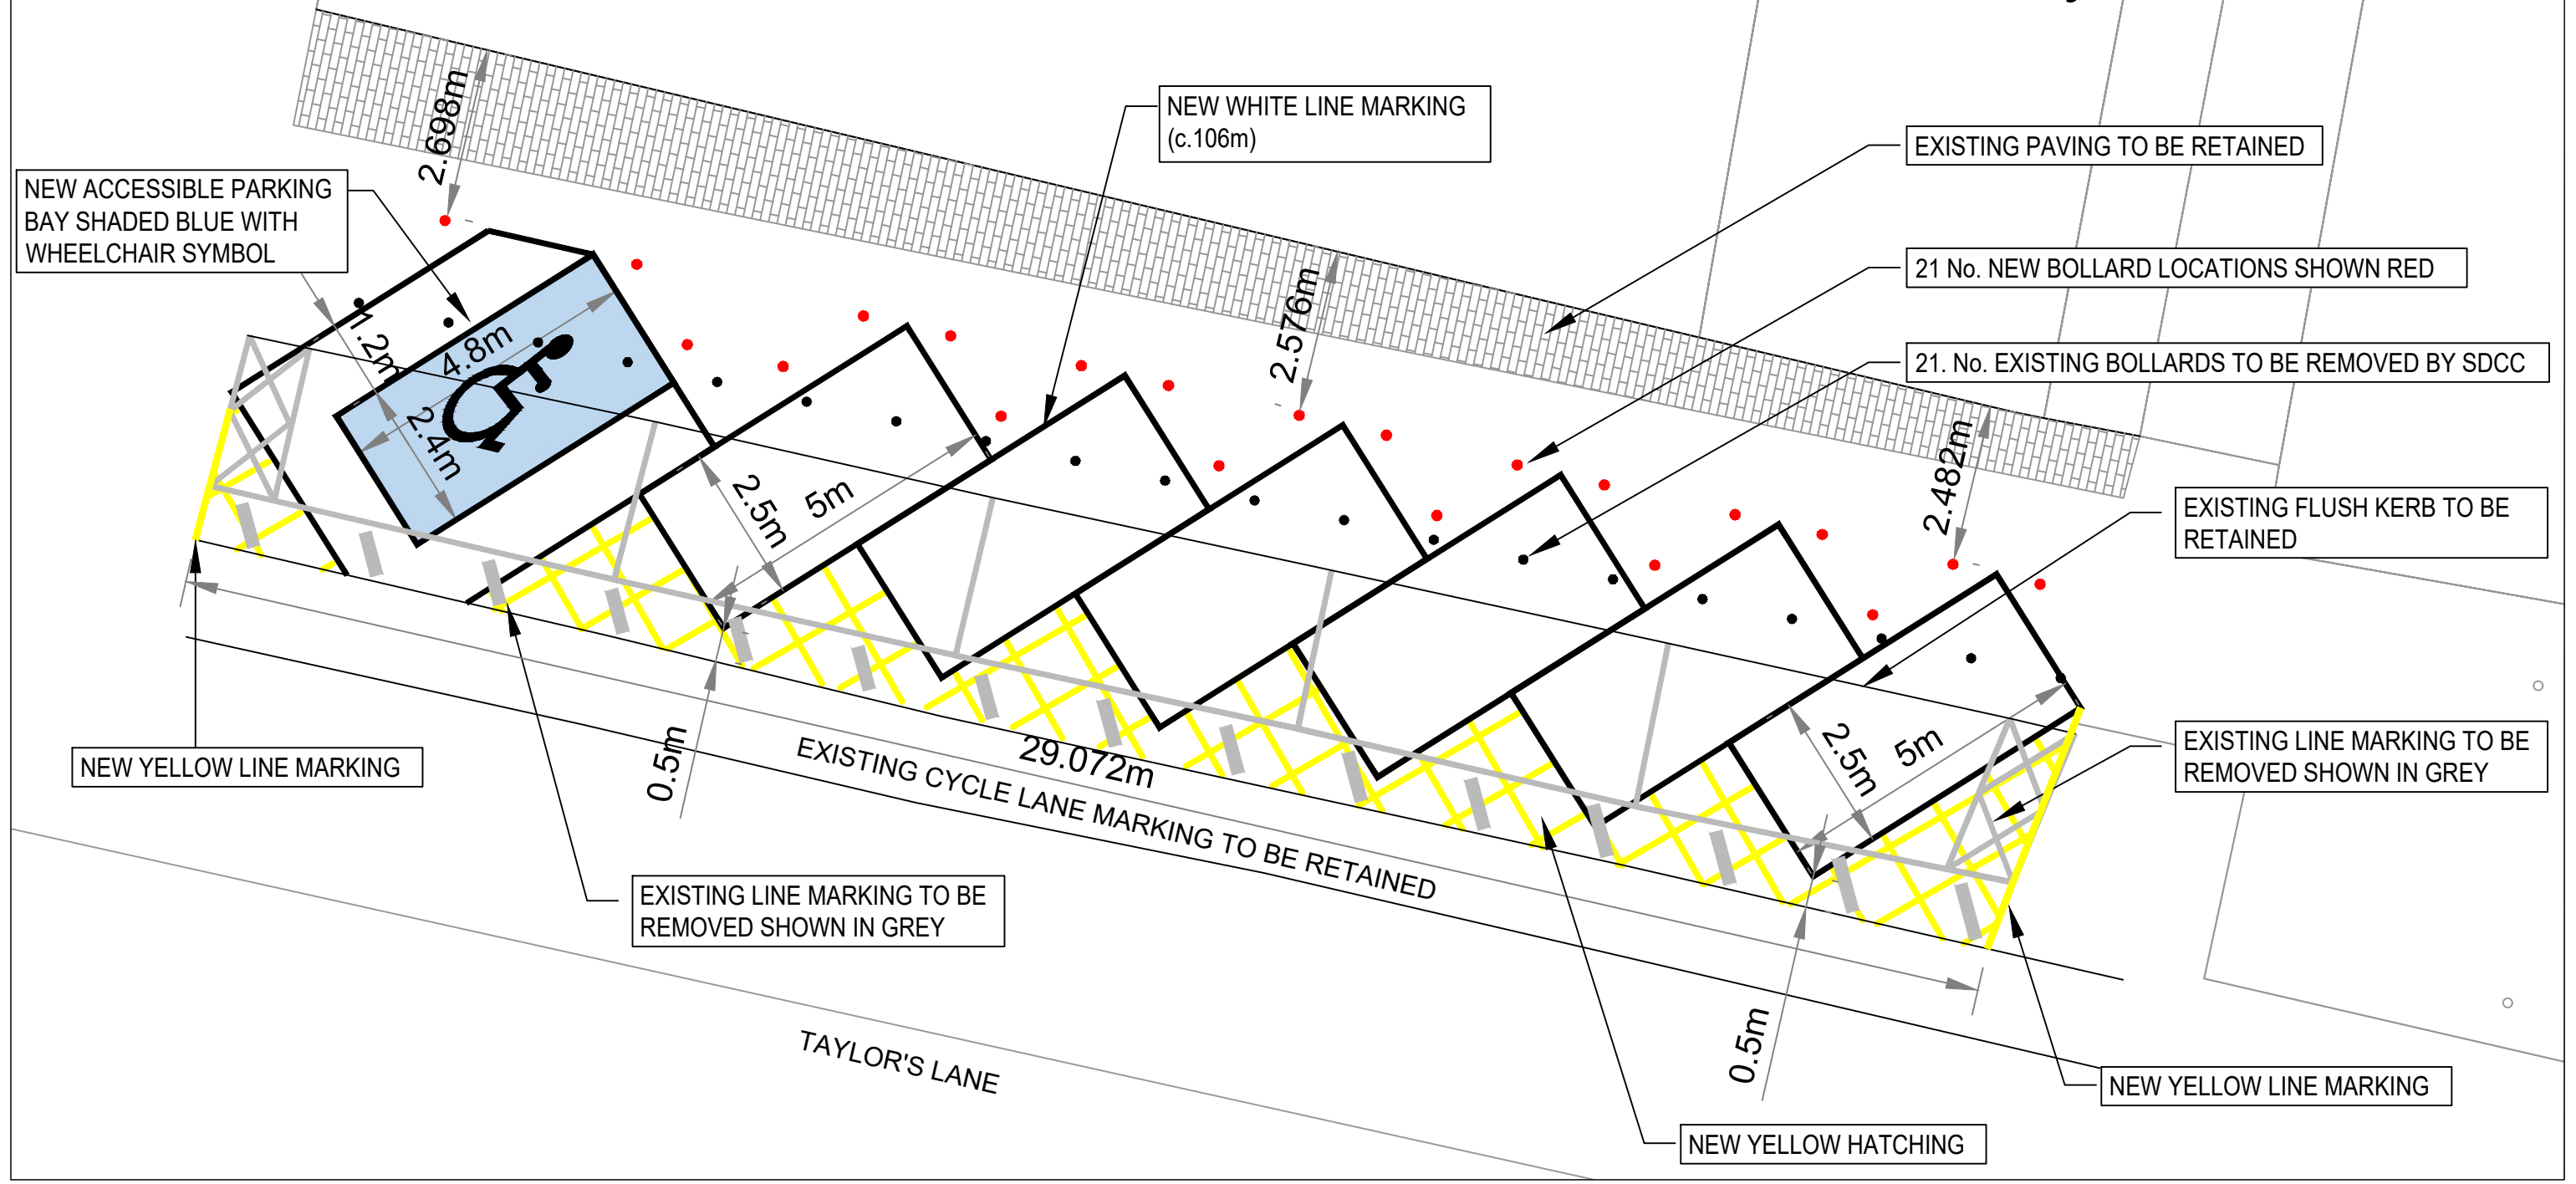 2.698m
NEW WHITE LINE MARKING
(c.106m)
EXISTING PAVING TO BE RETAINED
NEW ACCESSIBLE PARKING
BAY SHADED BLUE WITH
WHEELCHAIR SYMBOL
21 No. NEW BOLLARD LOCATIONS SHOWN RED
2.576m
21. No. EXISTING BOLLARDS TO BE REMOVED BY SDCC
1.2m
4.8m
2.4m
2.482m
2.5m
5m
EXISTING FLUSH KERB TO BE
RETAINED
NEW YELLOW LINE MARKING
0.5m
EXISTING CYCLE LANE MARKING TO BE RETAINED
29.072m
2.5m
5m
EXISTING LINE MARKING TO BE
REMOVED SHOWN IN GREY
EXISTING LINE MARKING TO BE
REMOVED SHOWN IN GREY
TAYLOR'S LANE
0.5m
NEW YELLOW LINE MARKING
NEW YELLOW HATCHING